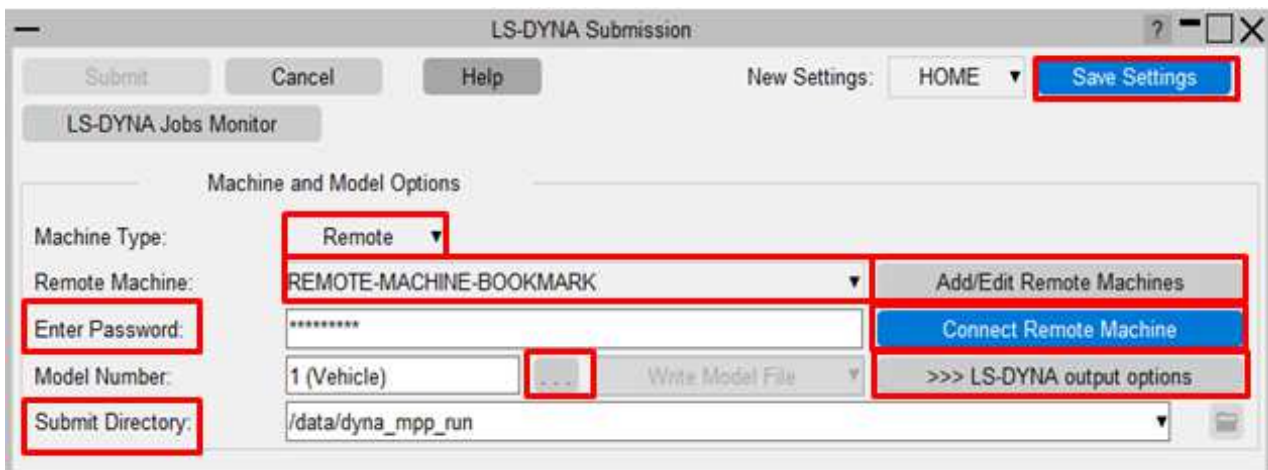 LS-DYNA Submission ?
Submit Cancel Help New Settings: HOME Save Settings
LS-DYNA Jobs Monitor
Machine and Model Options
Machine Type: Remote
Remote Machine: REMOTE-MACHINE-BOOKMARK Add/Edit Remote Machines
Enter Password: ********* Connect Remote Machine
Model Number: 1 (Vehicle) ... Write Model File >>> LS-DYNA output options
Submit Directory: /data/dyna_mpp_run